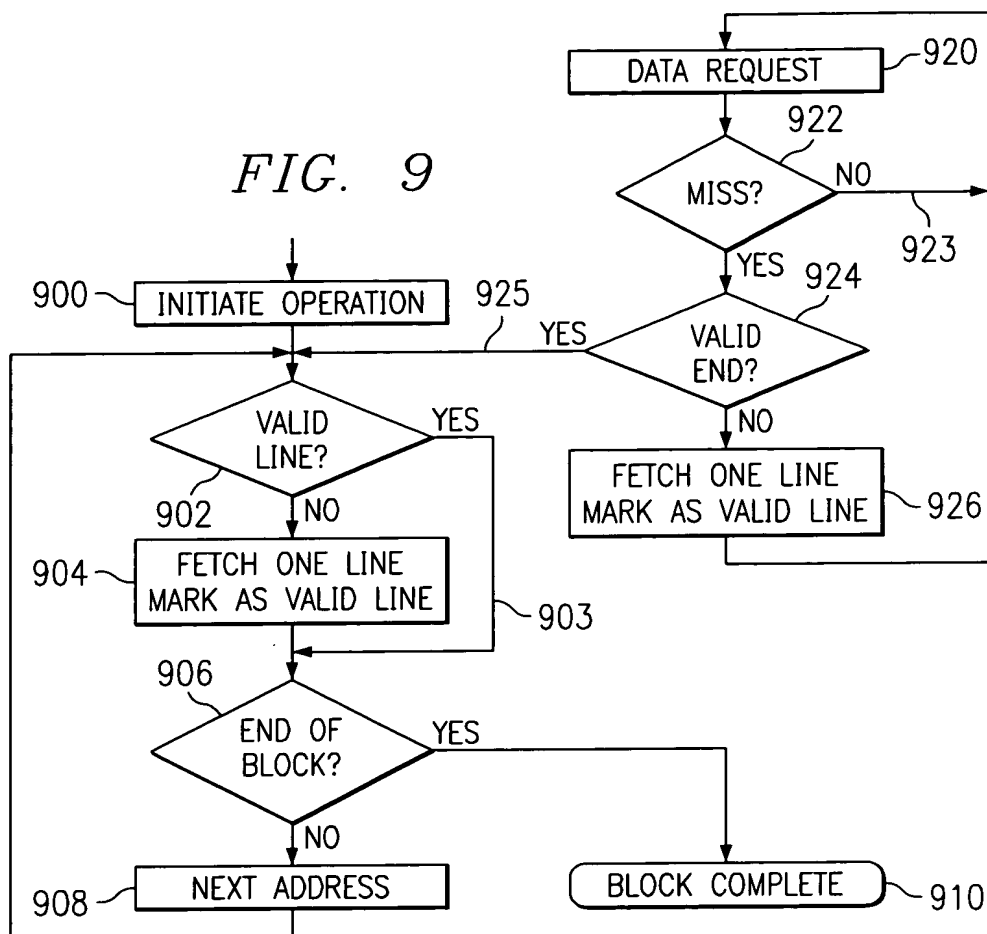 FIG. 9
DATA REQUEST
920
922
MISS?
NO
923
YES
924
VALID
END?
YES
925
NO
FETCH ONE LINE
MARK AS VALID LINE
926
900
INITIATE OPERATION
VALID
LINE?
YES
902
NO
904
FETCH ONE LINE
MARK AS VALID LINE
903
906
END OF
BLOCK?
YES
NO
908
NEXT ADDRESS
BLOCK COMPLETE
910